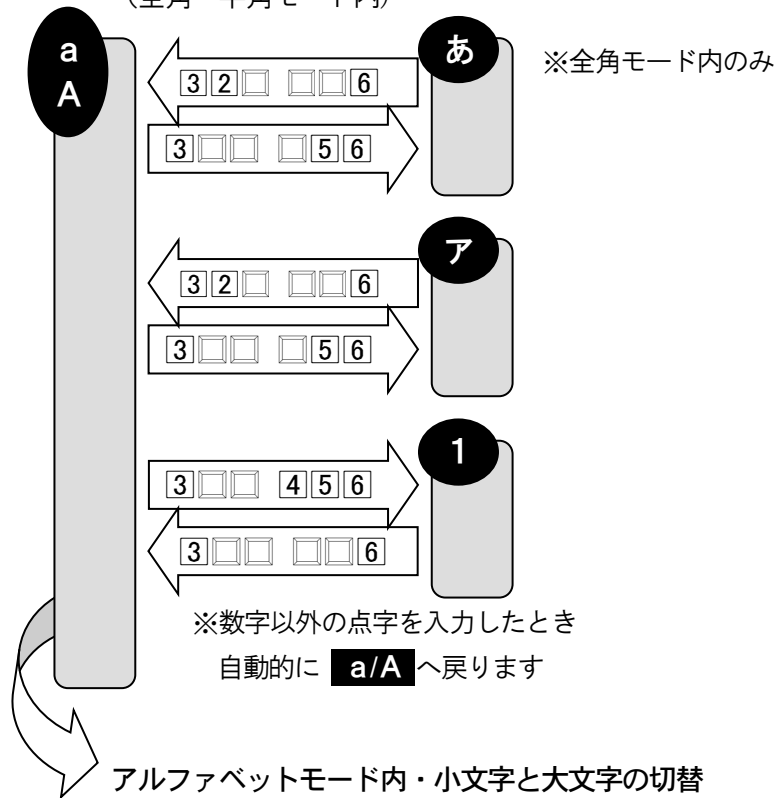 a
A
あ
※全角モード内のみ
3 2 6
3 5 6
ア
3 2 6
3 5 6
1
3 4 5 6
3 6
※数字以外の点字を入力したとき
自動的に a/A へ戻ります
アルファベットモード内・小文字と大文字の切替